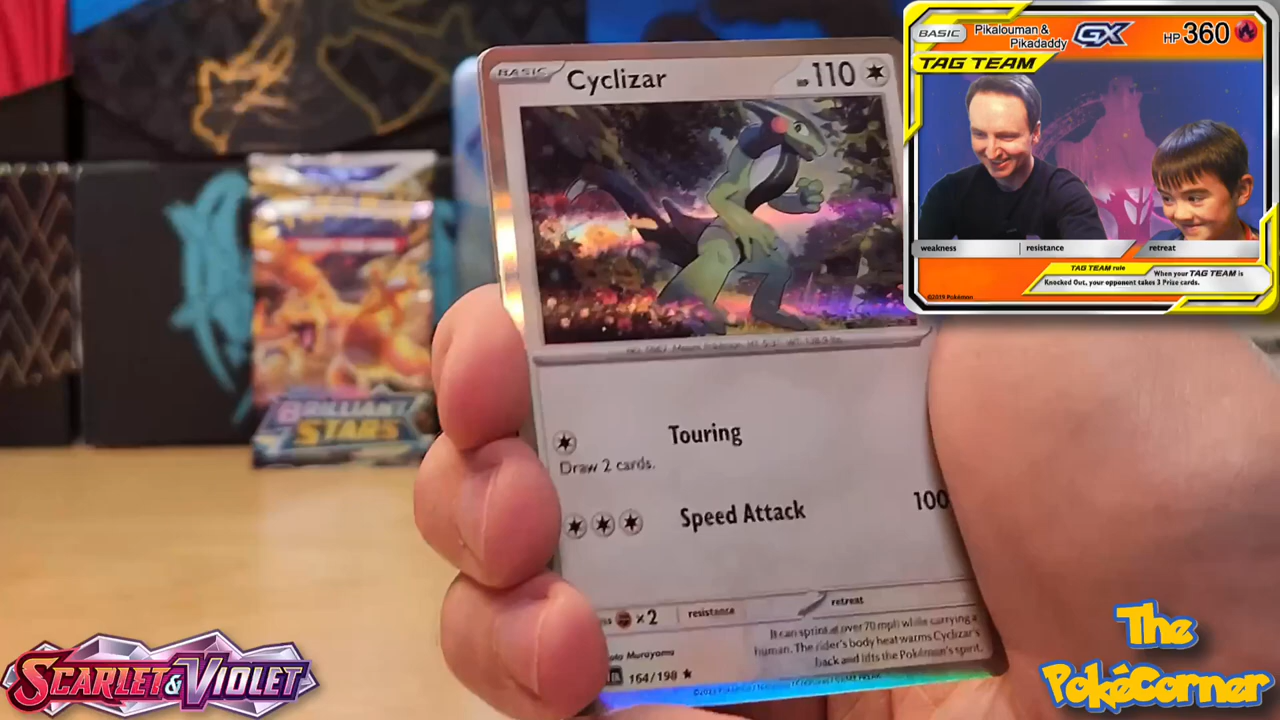 BASIC Cyclizar HP 110
Touring
Draw 2 cards.
Speed Attack 100
×2 resistance retreat
It can sprint at over 70 mph while carrying a
human. The rider's body heat warms Cyclizar's
back and lifts the Pokémon's spirit.
164/198
BRILLIANT
STARS
BASIC Pikalouman &
Pikadaddy GX HP 360
TAG TEAM
weakness resistance retreat
TAG TEAM rule When your TAG TEAM is
Knocked Out, your opponent takes 3 Prize cards.
©2019 Pokémon
SCARLET & VIOLET
The
PokéCorner